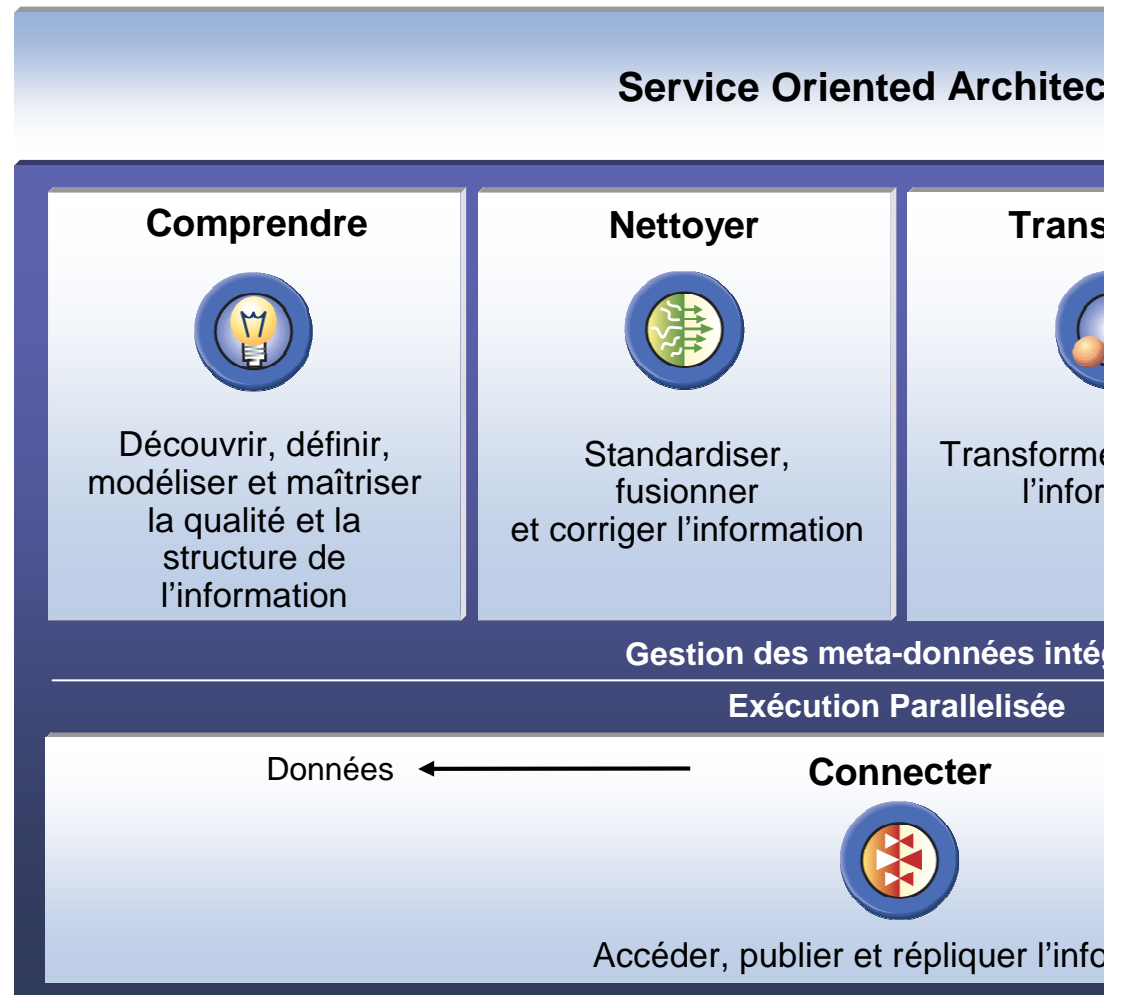 Service Oriented Architec
Comprendre
Découvrir, définir,
modéliser et maîtriser
la qualité et la
structure de
l’information
Nettoyer
Standardiser,
fusionner
et corriger l’information
Trans
Transforme
l’infor
Gestion des meta-données inté
Exécution Parallelisée
Données
Connecter
Accéder, publier et répliquer l’info